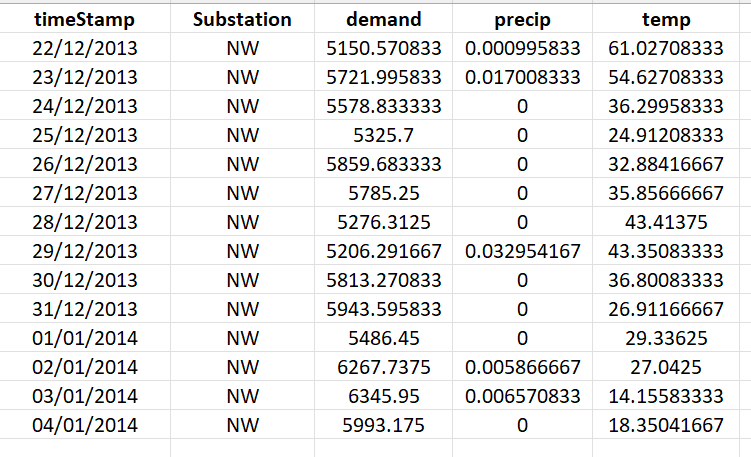 timeStamp Substation demand precip temp
22/12/2013 NW 5150.570833 0.000995833 61.02708333
23/12/2013 NW 5721.995833 0.017008333 54.62708333
24/12/2013 NW 5578.833333 0 36.29958333
25/12/2013 NW 5325.7 0 24.91208333
26/12/2013 NW 5859.683333 0 32.88416667
27/12/2013 NW 5785.25 0 35.85666667
28/12/2013 NW 5276.3125 0 43.41375
29/12/2013 NW 5206.291667 0.032954167 43.35083333
30/12/2013 NW 5813.270833 0 36.80083333
31/12/2013 NW 5943.595833 0 26.91166667
01/01/2014 NW 5486.45 0 29.33625
02/01/2014 NW 6267.7375 0.005866667 27.0425
03/01/2014 NW 6345.95 0.006570833 14.15583333
04/01/2014 NW 5993.175 0 18.35041667